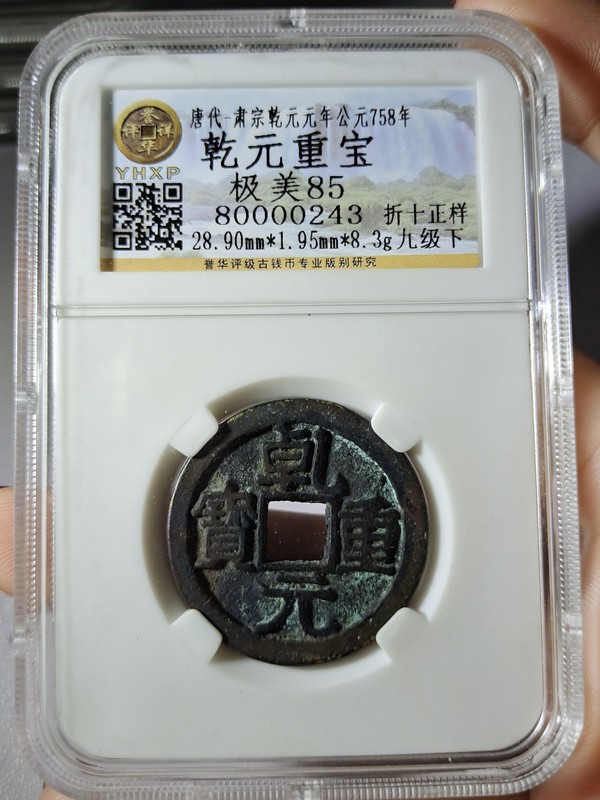 唐代-肃宗乾元元年公元758年
乾元重宝
YHXP
极美85
80000243 折十正样
28.90mm*1.95mm*8.3g 九级下
誉华评级古钱币专业版别研究
乾元重寶